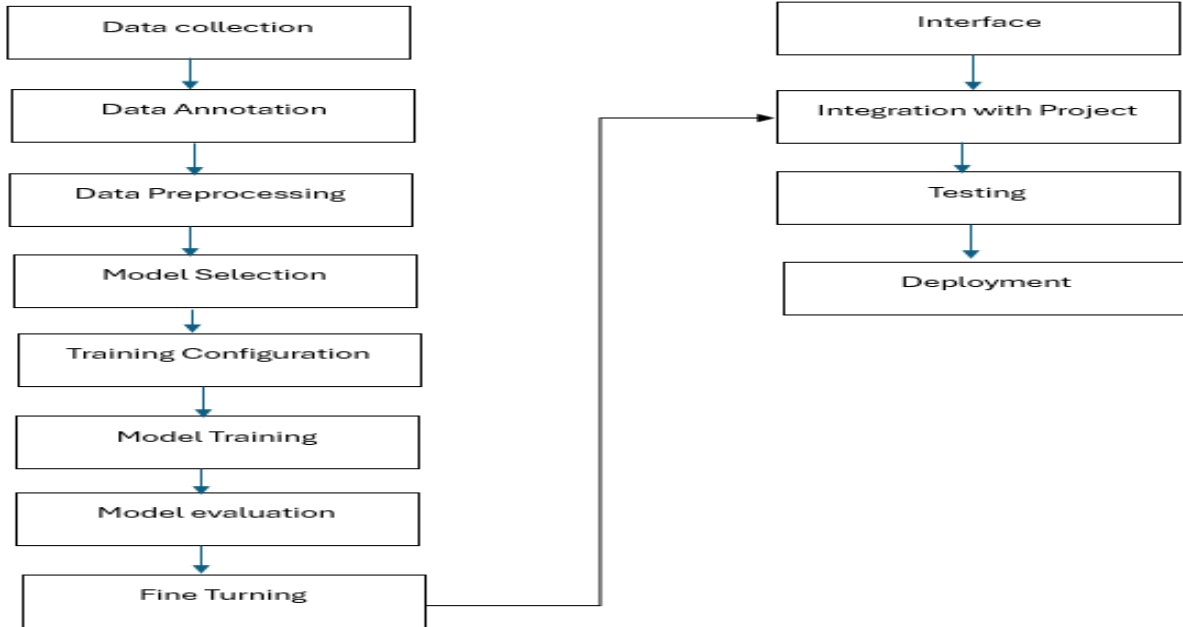 Data collection
Data Annotation
Data Preprocessing
Model Selection
Training Configuration
Model Training
Model evaluation
Fine Turning
Interface
Integration with Project
Testing
Deployment